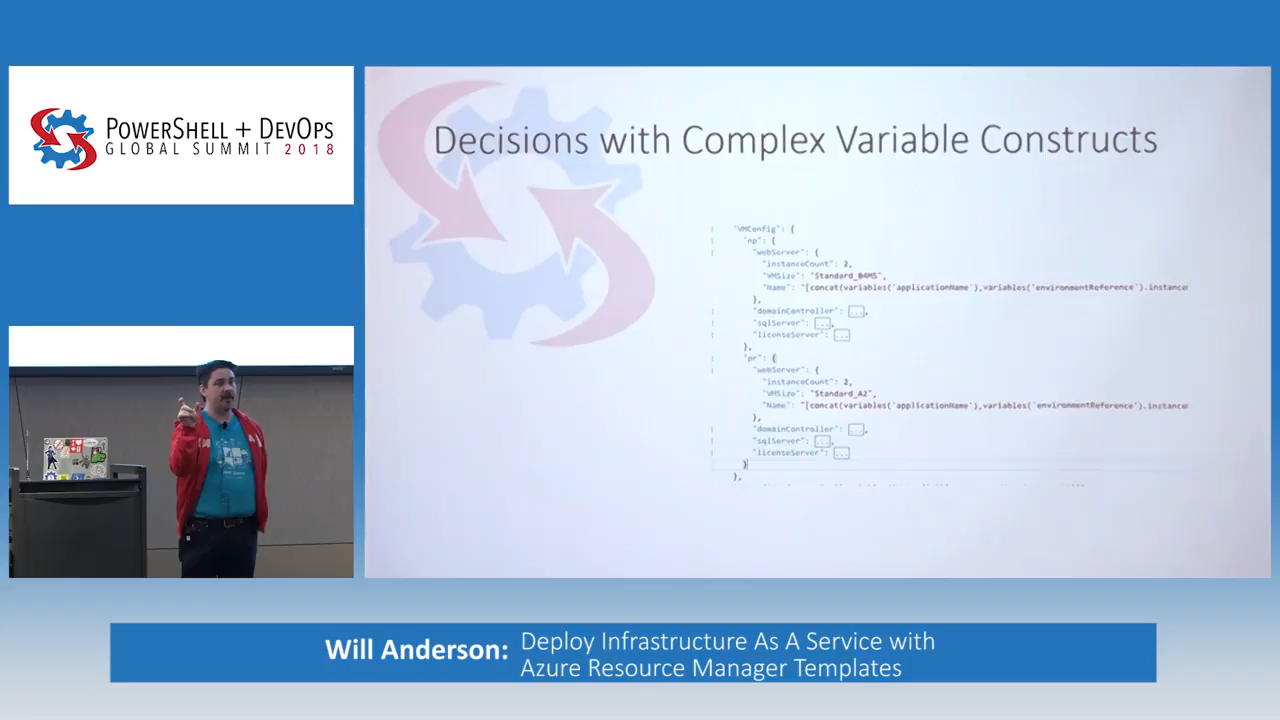 POWERSHELL + DEVOPS
GLOBAL SUMMIT 2018
Decisions with Complex Variable Constructs
"VMConfig": {
"np": {
"webServer": {
"instanceCount": 2,
"VMSize": "Standard_B4MS",
"Name": "[concat(variables('applicationName'),variables('environmentReference').instance
},
"domainController": {...},
"sqlServer": {...},
"licenseServer": {...}
},
"pr": {
"webServer": {
"instanceCount": 2,
"VMSize": "Standard_A2",
"Name": "[concat(variables('applicationName'),variables('environmentReference').instance
},
"domainController": {...},
"sqlServer": {...},
"licenseServer": {...}
}
},
Will Anderson: Deploy Infrastructure As A Service with
Azure Resource Manager Templates